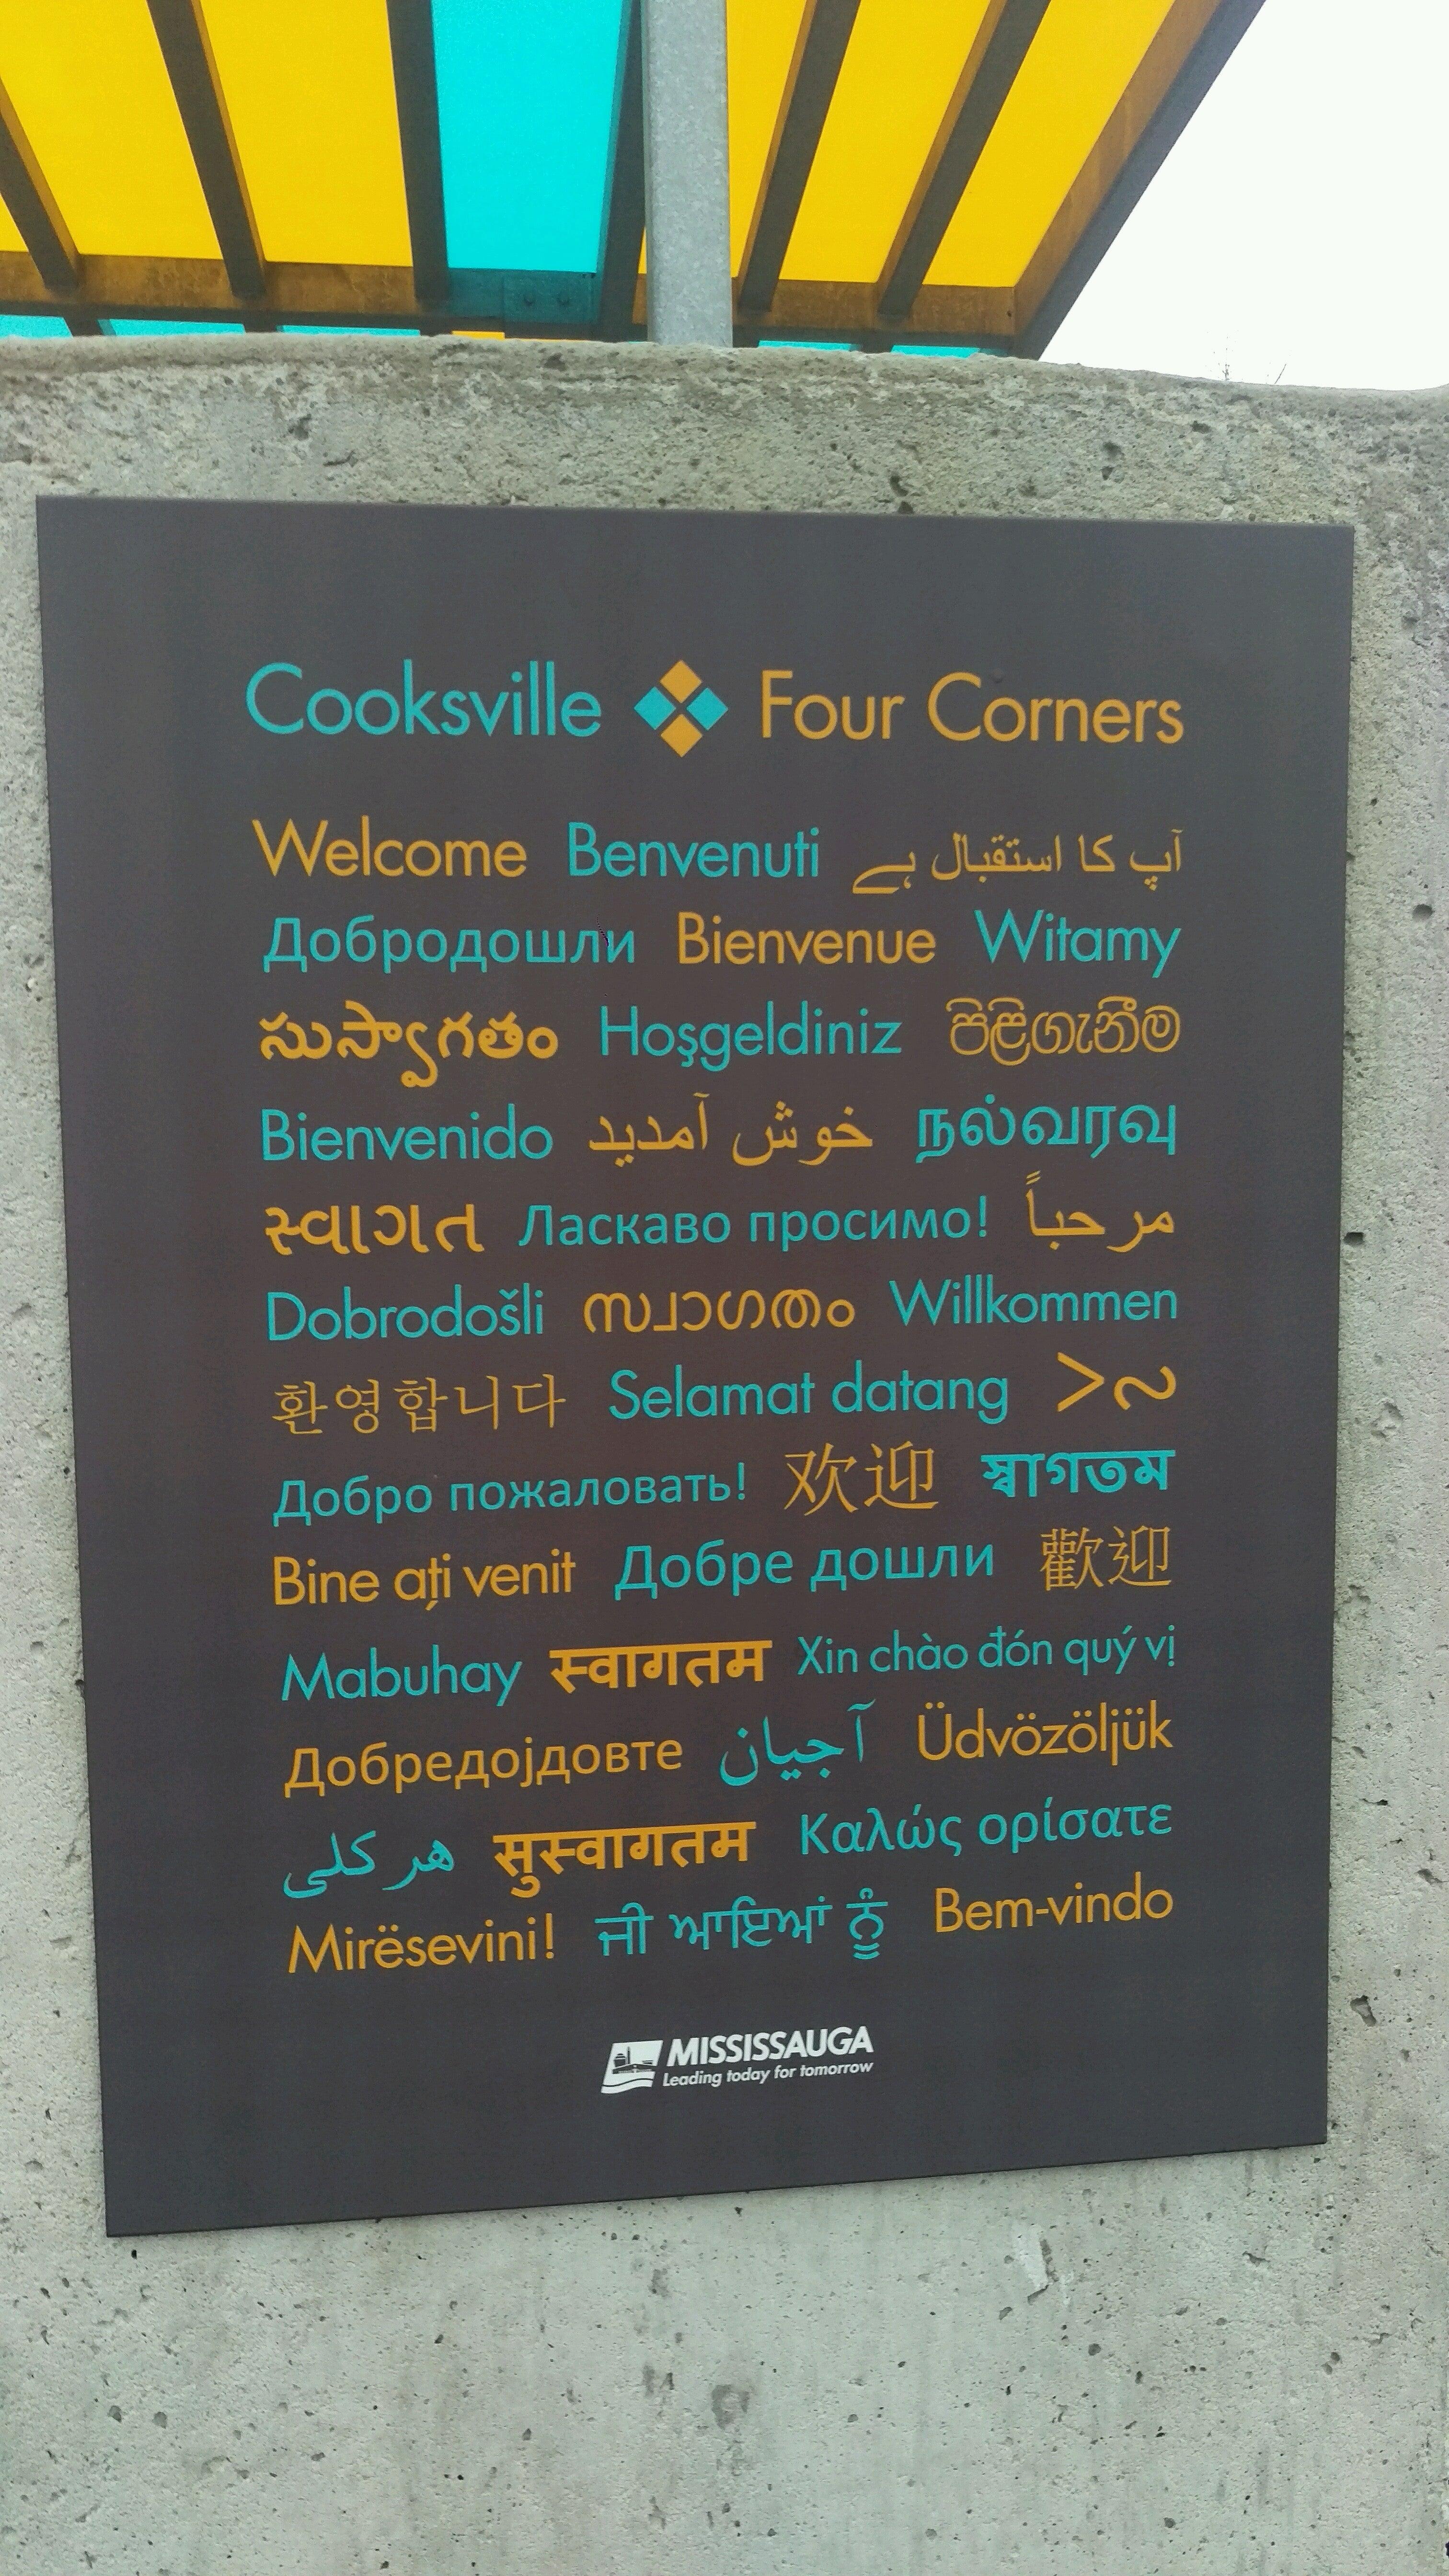 Cooksville Four Corners
Welcome Benvenuti آپ کا استقبال ہے
Добродошли Bienvenue Witamy
సుస్వాగతం Hoşgeldiniz පිළිගැනීම
Bienvenido خوش آمدید நல்வரவு
સ્વાગત Ласкаво просимо! مرحباً
Dobrodošli സ്വാഗതം Willkommen
환영합니다 Selamat datang ᐳᓚ
Добро пожаловать! 欢迎 স্বাগতম
Bine ați venit Добре дошли 歡迎
Mabuhay स्वागतम Xin chào đón quý vị
Добредојдовте آجیان Üdvözöljük
هر کلی सुस्वागतम Καλώς ορίσατε
Mirësevini! ਜੀ ਆਇਆਂ ਨੂੰ Bem-vindo
MISSISSAUGA
Leading today for tomorrow